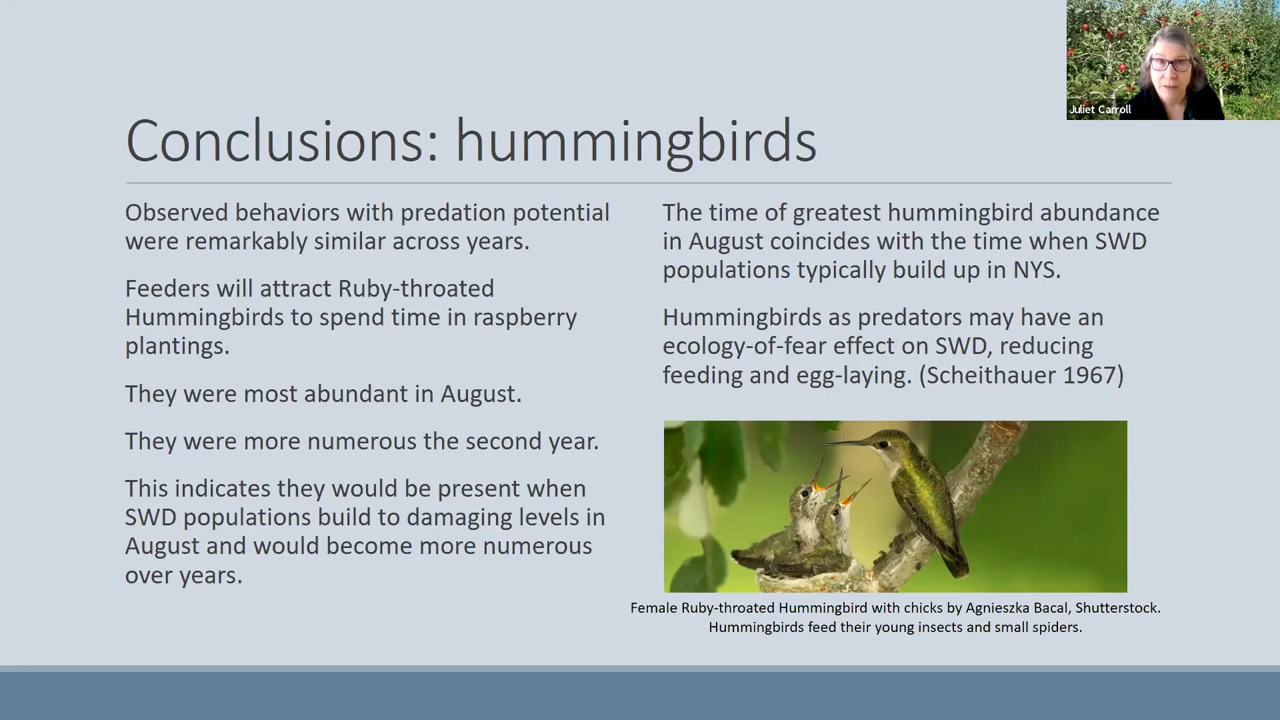 Juliet Carroll
Conclusions: hummingbirds
Observed behaviors with predation potential
were remarkably similar across years.
Feeders will attract Ruby-throated
Hummingbirds to spend time in raspberry
plantings.
They were most abundant in August.
They were more numerous the second year.
This indicates they would be present when
SWD populations build to damaging levels in
August and would become more numerous
over years.
The time of greatest hummingbird abundance
in August coincides with the time when SWD
populations typically build up in NYS.
Hummingbirds as predators may have an
ecology-of-fear effect on SWD, reducing
feeding and egg-laying. (Scheithauer 1967)
Female Ruby-throated Hummingbird with chicks by Agnieszka Bacal, Shutterstock.
Hummingbirds feed their young insects and small spiders.